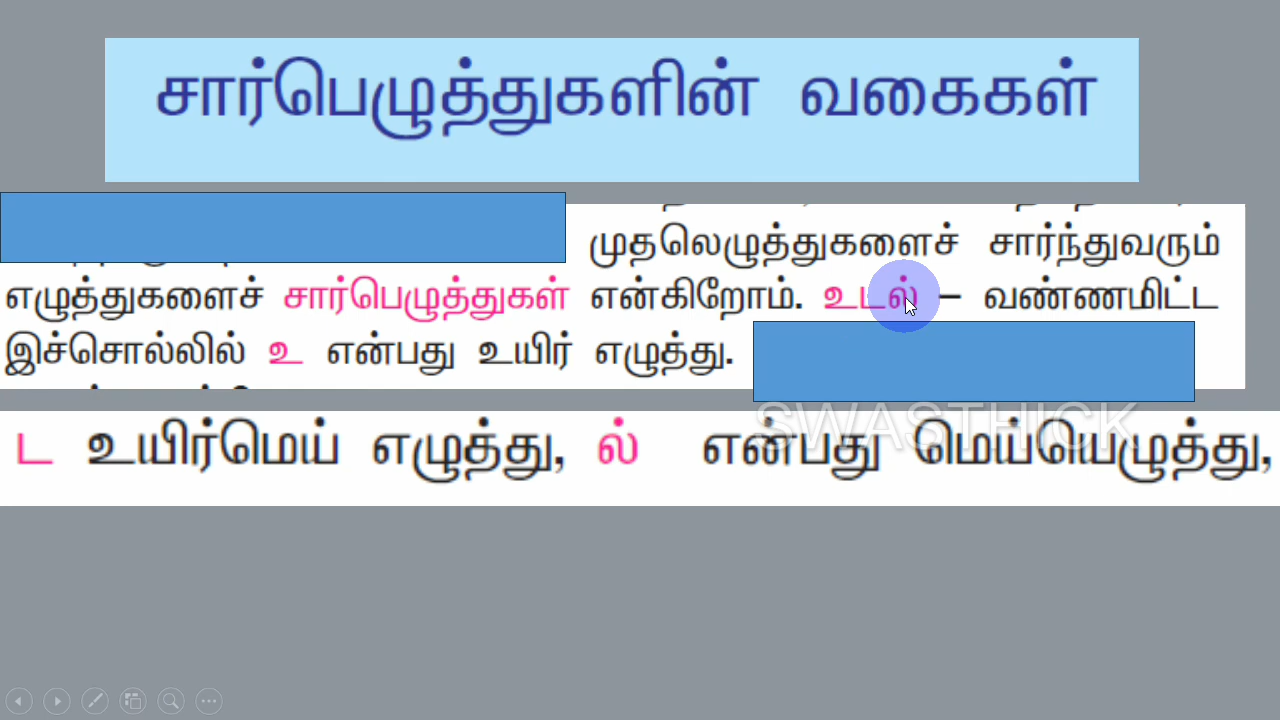 சார்பெழுத்துகளின் வகைகள்
முதலெழுத்துகளைச் சார்ந்துவரும்
எழுத்துகளைச் சார்பெழுத்துகள் என்கிறோம். உடல் – வண்ணமிட்ட
இச்சொல்லில் உ என்பது உயிர் எழுத்து.
SWASTHICK
ட உயிர்மெய் எழுத்து, ல் என்பது மெய்யெழுத்து,